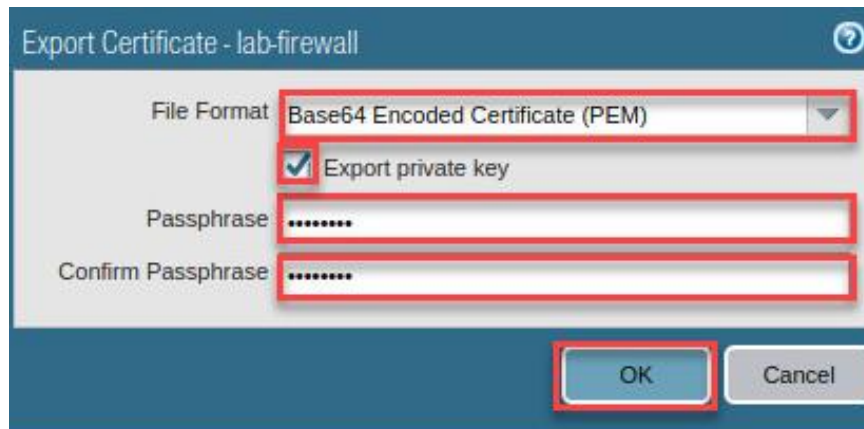 Export Certificate - lab-firewall
File Format Base64 Encoded Certificate (PEM)
Export private key
Passphrase ••••••••
Confirm Passphrase ••••••••
OK Cancel